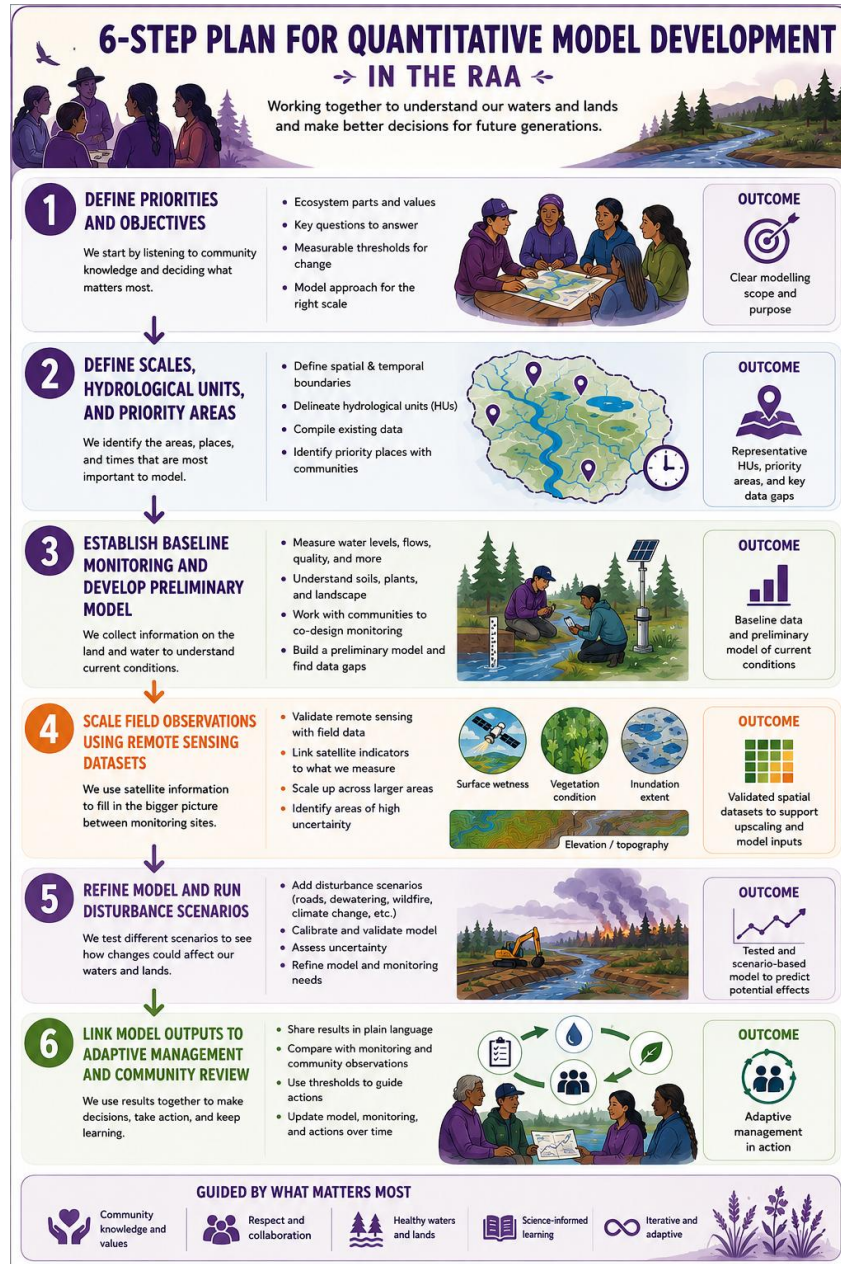 6-STEP PLAN FOR QUANTITATIVE MODEL DEVELOPMENT
IN THE RAA
Working together to understand our waters and lands
and make better decisions for future generations.
1
DEFINE PRIORITIES
AND OBJECTIVES
We start by listening to community
knowledge and deciding what
matters most.
• Ecosystem parts and values
• Key questions to answer
• Measurable thresholds for
change
• Model approach for the
right scale
OUTCOME
Clear modelling
scope and
purpose
2
DEFINE SCALES,
HYDROLOGICAL UNITS,
AND PRIORITY AREAS
We identify the areas, places,
and times that are most
important to model.
• Define spatial & temporal
boundaries
• Delineate hydrological units (HUs)
• Compile existing data
• Identify priority places with
communities
OUTCOME
Representative
HUs, priority
areas, and key
data gaps
3
ESTABLISH BASELINE
MONITORING AND
DEVELOP PRELIMINARY
MODEL
We collect information on the
land and water to understand
current conditions.
• Measure water levels, flows,
quality, and more
• Understand soils, plants,
and landscape
• Work with communities to
co-design monitoring
• Build a preliminary model and
find data gaps
OUTCOME
Baseline data
and preliminary
model of current
conditions
4
SCALE FIELD OBSERVATIONS
USING REMOTE SENSING
DATASETS
We use satellite information
to fill in the bigger picture
between monitoring sites.
• Validate remote sensing
with field data
• Link satellite indicators
to what we measure
• Scale up across larger areas
• Identify areas of high
uncertainty
Surface wetness
Vegetation
condition
Inundation
extent
Elevation / topography
OUTCOME
Validated spatial
datasets to support
upscaling and
model inputs
5
REFINE MODEL AND RUN
DISTURBANCE SCENARIOS
We test different scenarios to see
how changes could affect our
waters and lands.
• Add disturbance scenarios
(roads, dewatering, wildfire,
climate change, etc.)
• Calibrate and validate model
• Assess uncertainty
• Refine model and monitoring
needs
OUTCOME
Tested and
scenario-based
model to predict
potential effects
6
LINK MODEL OUTPUTS TO
ADAPTIVE MANAGEMENT
AND COMMUNITY REVIEW
We use results together to make
decisions, take action, and keep
learning.
• Share results in plain language
• Compare with monitoring and
community observations
• Use thresholds to guide
actions
• Update model, monitoring,
and actions over time
OUTCOME
Adaptive
management
in action
GUIDED BY WHAT MATTERS MOST
Community
knowledge and
values
Respect and
collaboration
Healthy waters
and lands
Science-informed
learning
Iterative and
adaptive